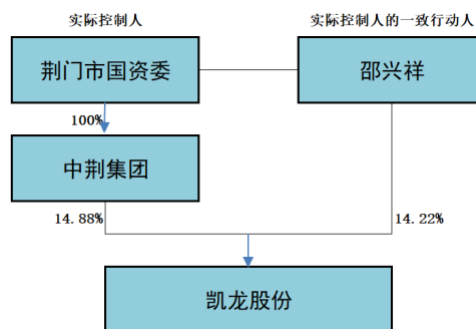 实际控制人
实际控制人的一致行动人
荆门市国资委
邵兴祥
100%
中荆集团
14.88%
14.22%
凯龙股份